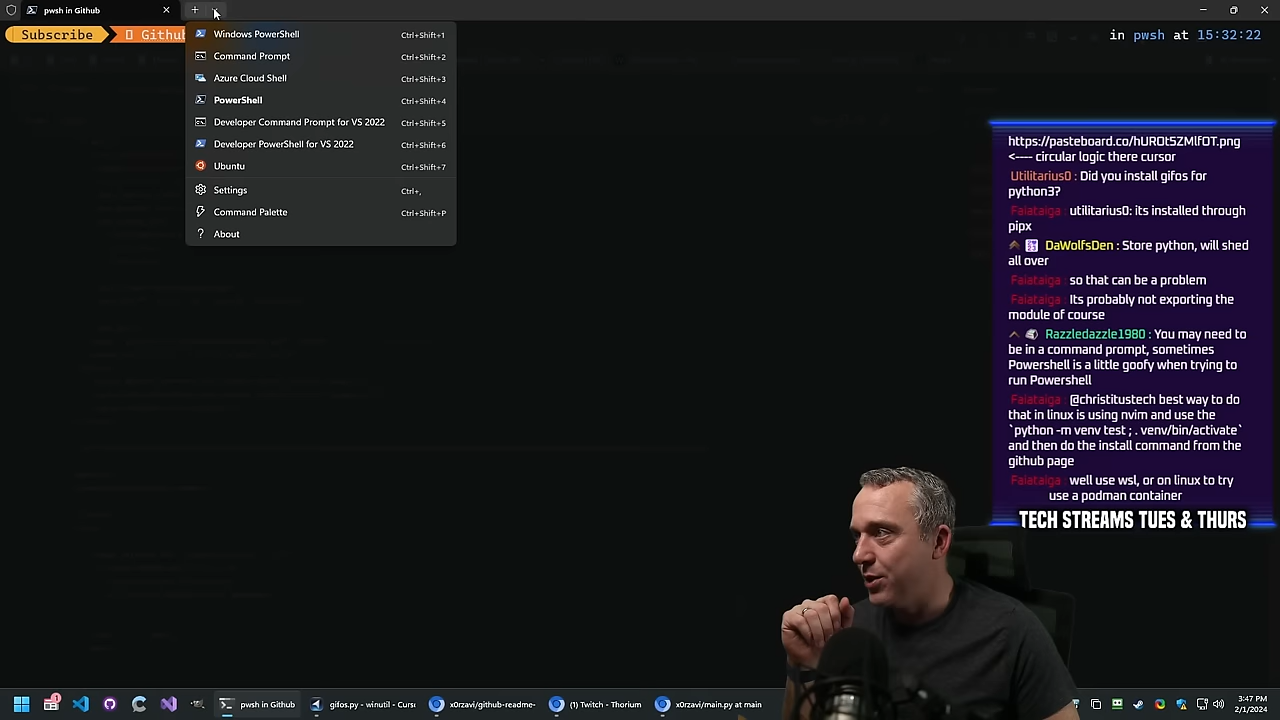 pwsh in Github
Subscribe
Github
in pwsh at 15:32:22
Windows PowerShell Ctrl+Shift+1
Command Prompt Ctrl+Shift+2
Azure Cloud Shell Ctrl+Shift+3
PowerShell Ctrl+Shift+4
Developer Command Prompt for VS 2022 Ctrl+Shift+5
Developer PowerShell for VS 2022 Ctrl+Shift+6
Ubuntu Ctrl+Shift+7
Settings Ctrl+,
Command Palette Ctrl+Shift+P
About
https://pasteboard.co/hUROt5ZMlfOT.png
<---- circular logic there cursor
Utilitarius0 : Did you install gifos for
python3?
Faiataiga : utilitarius0: its installed through
pipx
DaWolfsDen : Store python, will shed
all over
Faiataiga : so that can be a problem
Faiataiga : Its probably not exporting the
module of course
Razzledazzle1980 : You may need to
be in a command prompt, sometimes
Powershell is a little goofy when trying to
run Powershell
Faiataiga : @christitustech best way to do
that in linux is using nvim and use the
`python -m venv test ; . venv/bin/activate`
and then do the install command from the
github page
Faiataiga : well use wsl, or on linux to try
use a podman container
TECH STREAMS TUES & THURS
pwsh in Github
gifos.py - winutil - Curso
x0rzavi/github-readme-
(1) Twitch - Thorium
x0rzavi/main.py at main
3:47 PM
2/1/2024